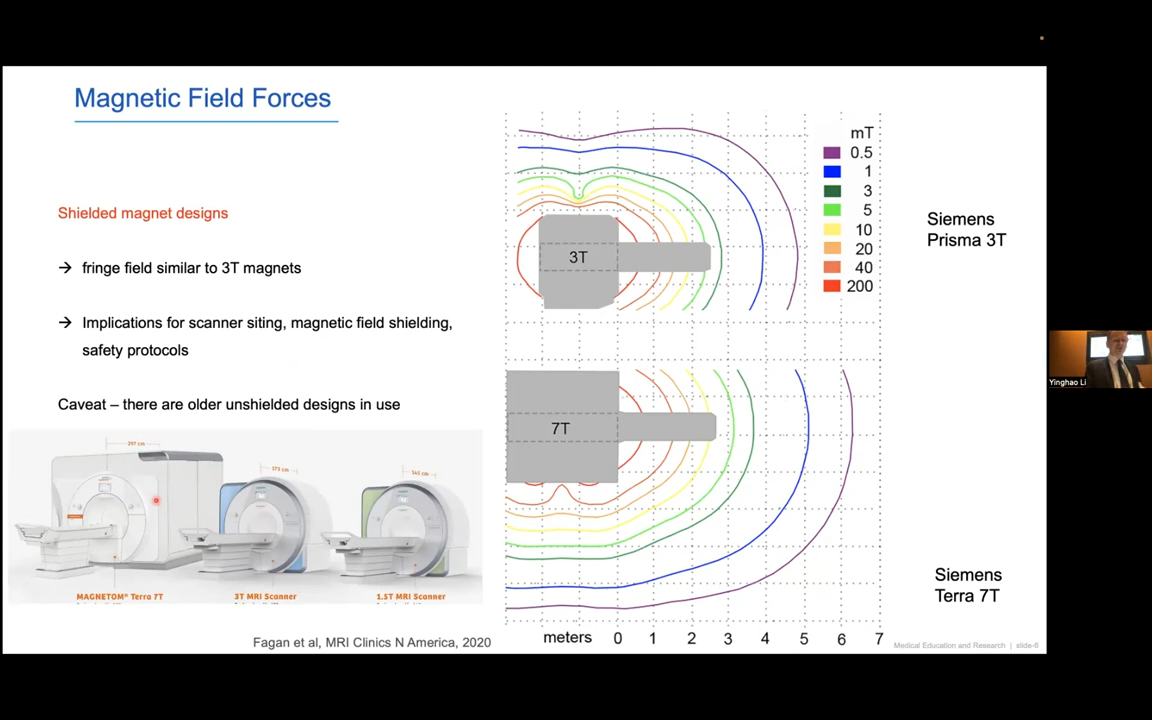 Magnetic Field Forces
Shielded magnet designs
→ fringe field similar to 3T magnets
→ Implications for scanner siting, magnetic field shielding,
safety protocols
Caveat – there are older unshielded designs in use
297 cm
173 cm
MAGNETOM® Terra 7T
3T MRI Scanner
1.5T MRI Scanner
Fagan et al, MRI Clinics N America, 2020
3T
mT
0.5
1
3
5
10
20
40
200
Siemens
Prisma 3T
7T
Siemens
Terra 7T
meters 0 1 2 3 4 5 6 7
Medical Education and Research | slide-6
Yinghao Li